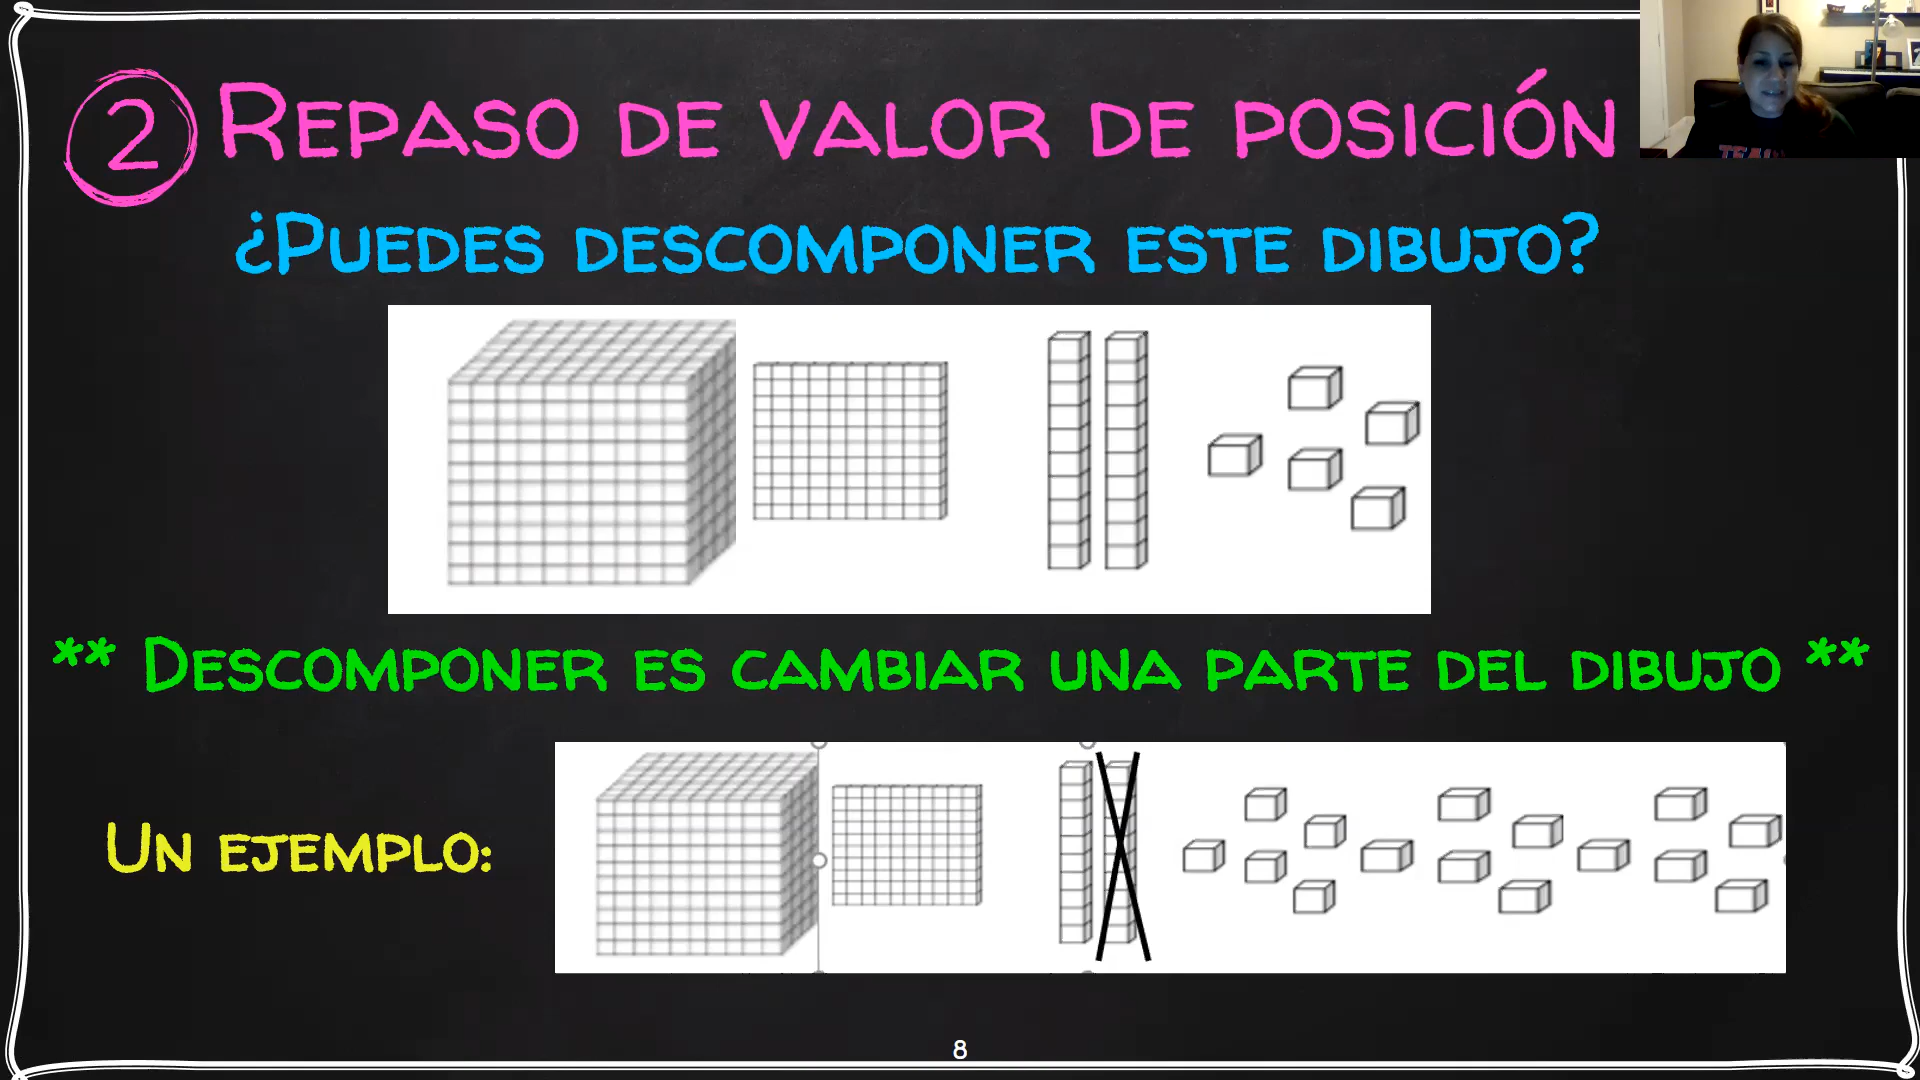 2 Repaso de valor de posición
¿Puedes descomponer este dibujo?
** Descomponer es cambiar una parte del dibujo **
Un ejemplo:
8